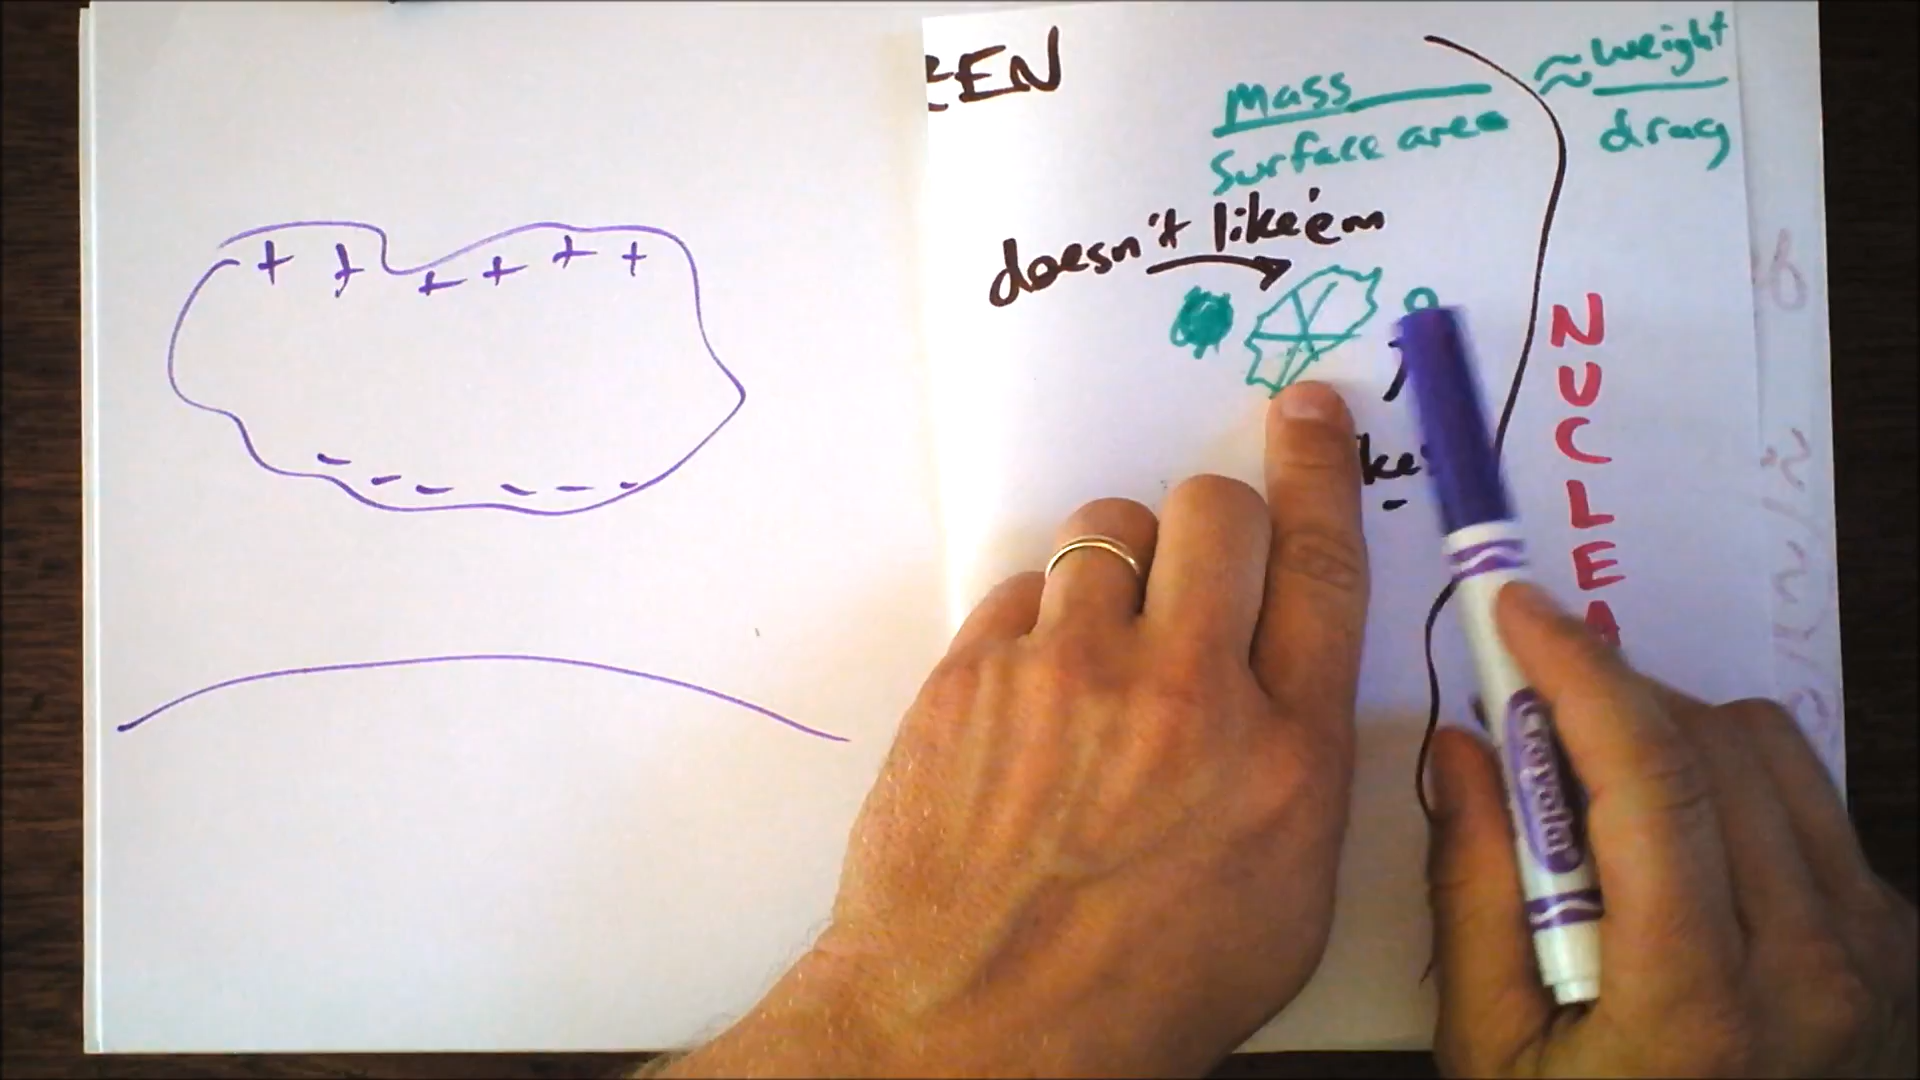 + + + + + +
- - - - - -
EEN
Mass
Surface area
≈ weight
drag
doesn't like 'em
NUCLEA
crayola